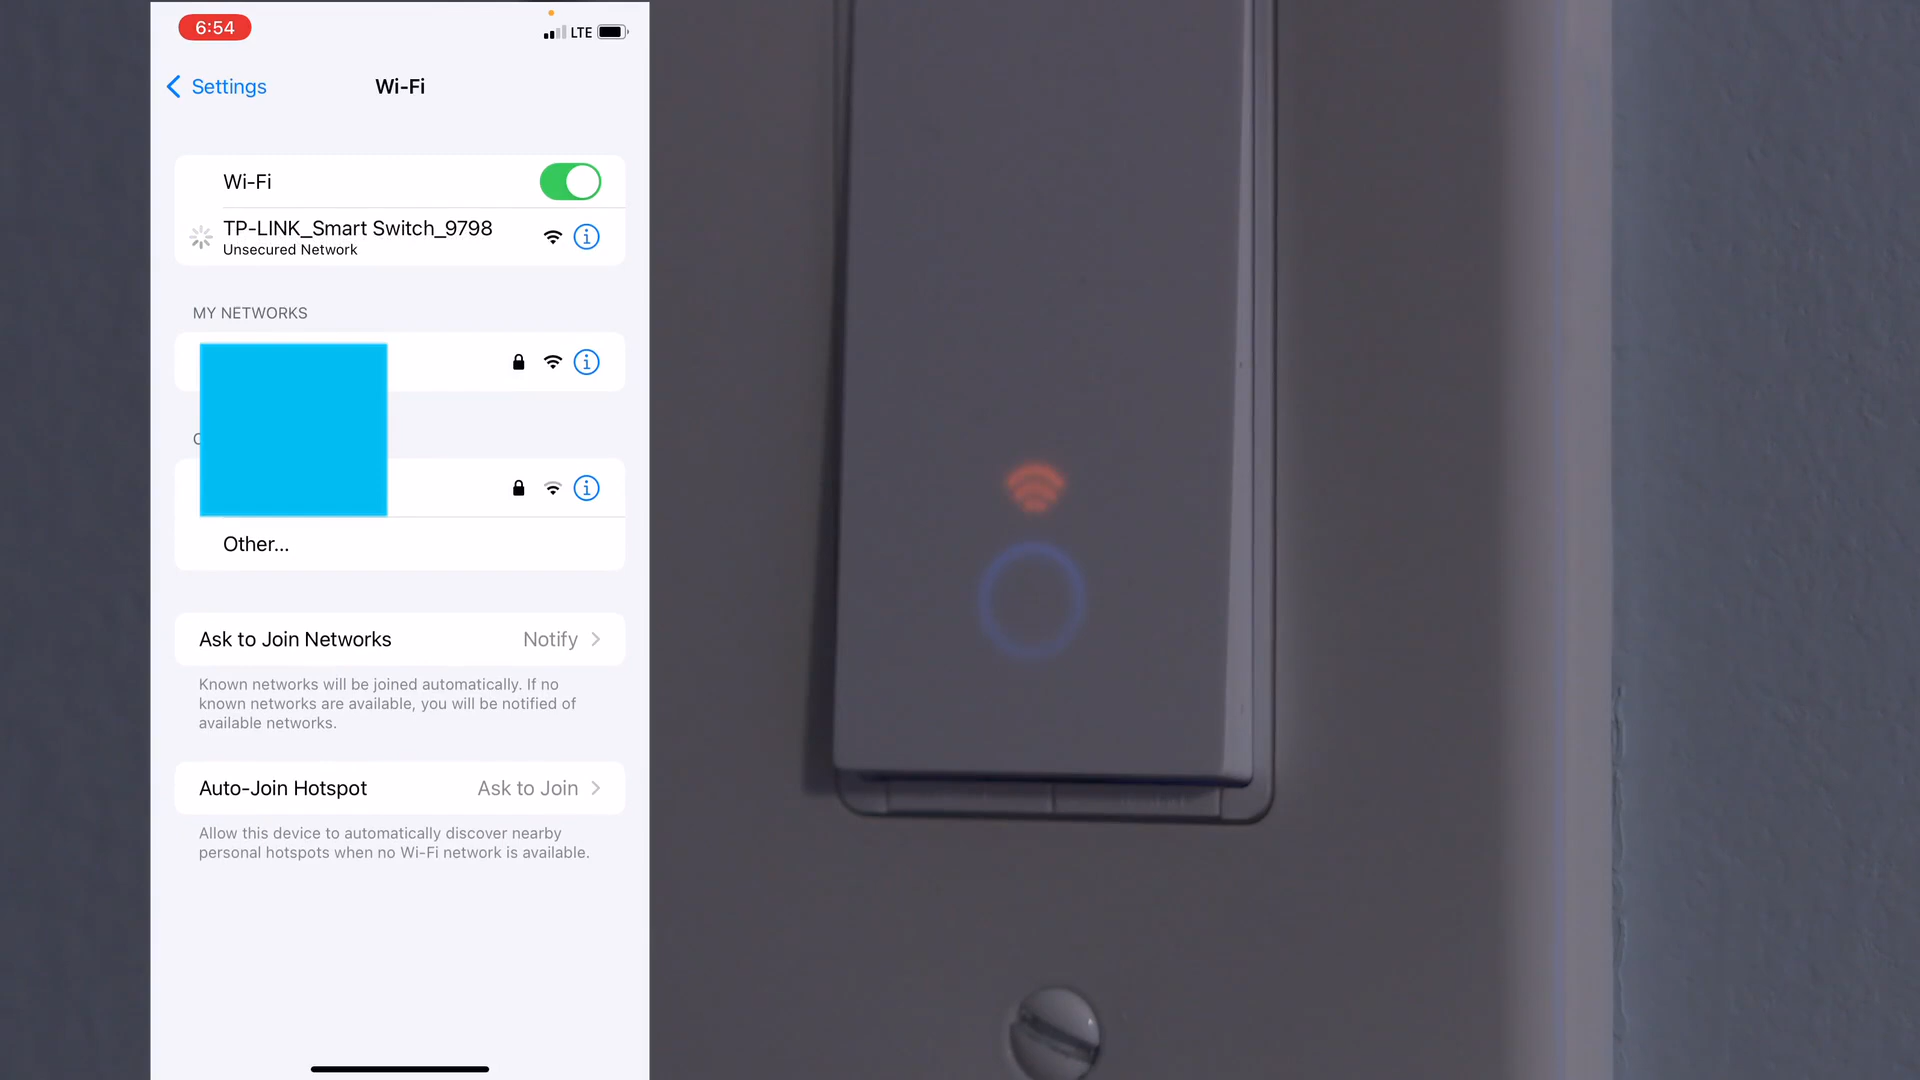 6:54
LTE
Settings
Wi-Fi
Wi-Fi
TP-LINK_Smart Switch_9798
Unsecured Network
MY NETWORKS
Other...
Ask to Join Networks
Notify
Known networks will be joined automatically. If no
known networks are available, you will be notified of
available networks.
Auto-Join Hotspot
Ask to Join
Allow this device to automatically discover nearby
personal hotspots when no Wi-Fi network is available.